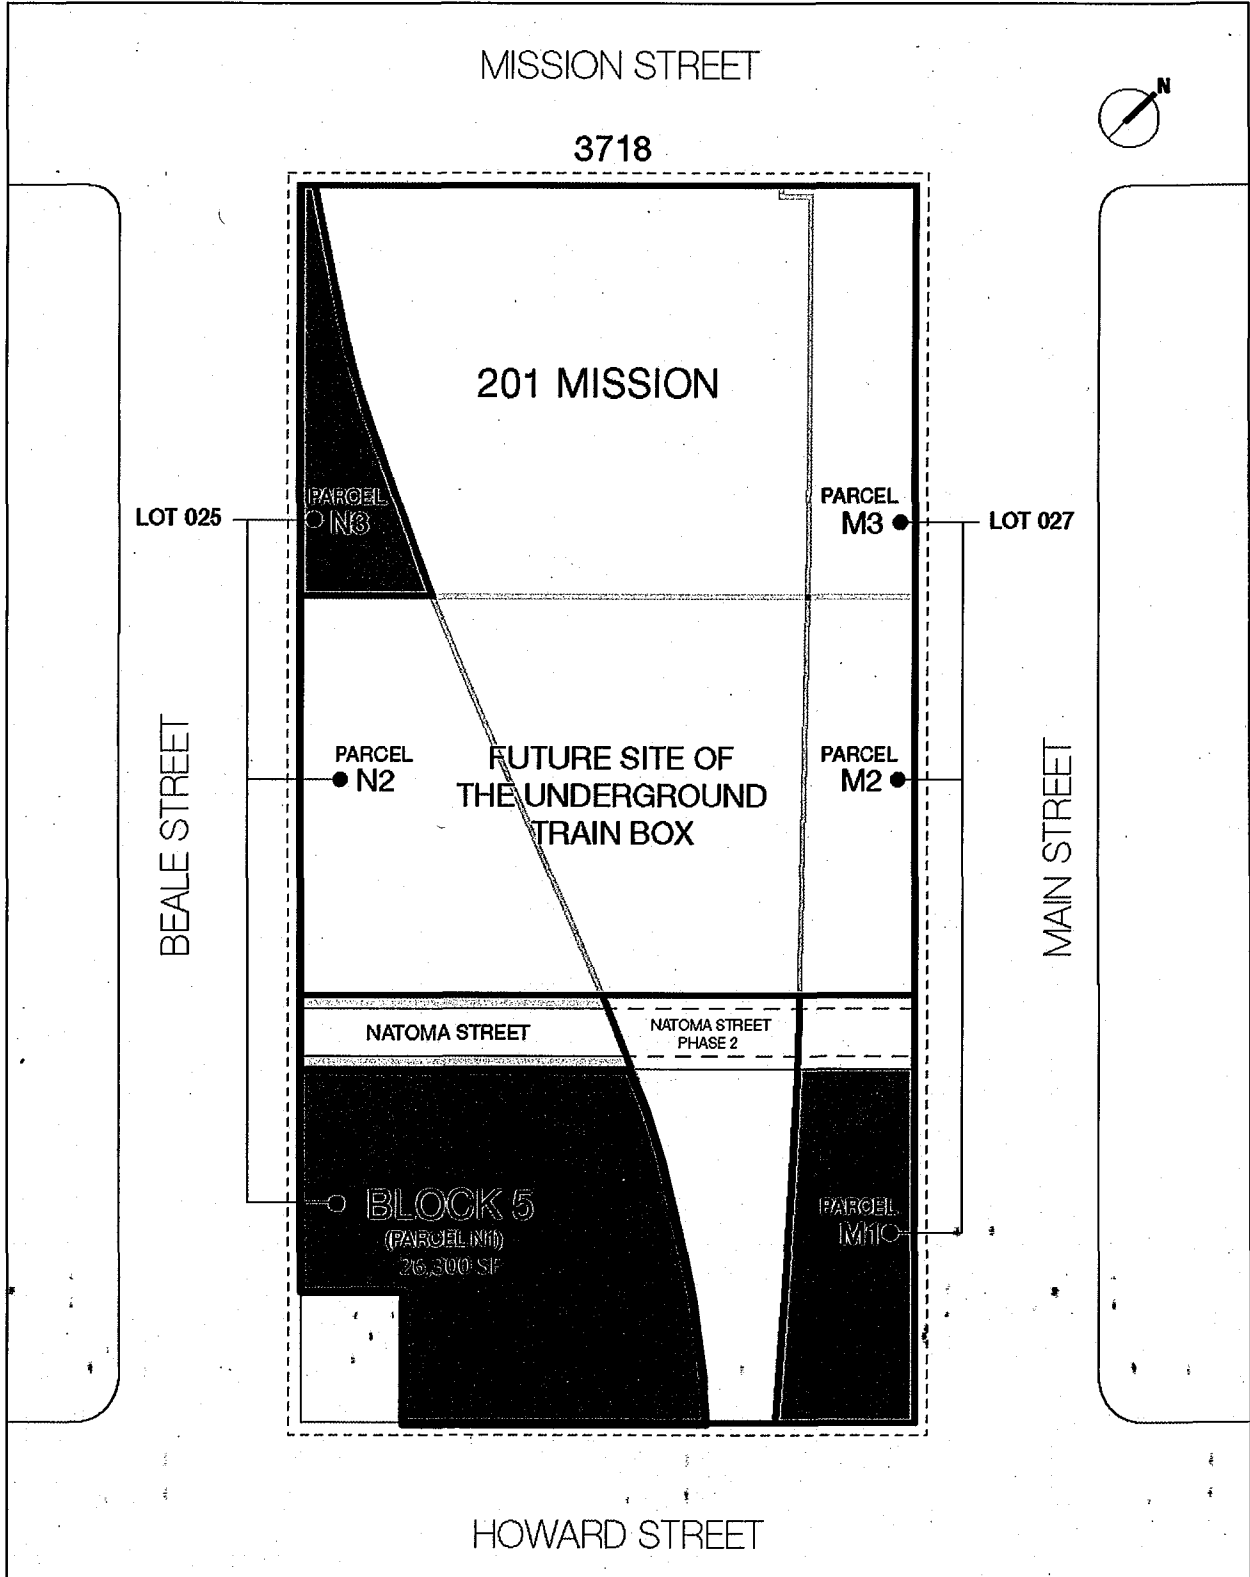 MISSION STREET
N
3718
201 MISSION
PARCEL
N3
LOT 025
PARCEL
M3
LOT 027
BEALE STREET
PARCEL
N2
FUTURE SITE OF
THE UNDERGROUND
TRAIN BOX
PARCEL
M2
MAIN STREET
NATOMA STREET
NATOMA STREET
PHASE 2
BLOCK 5
(PARCEL N1)
26,300 SF
PARCEL
M1
HOWARD STREET